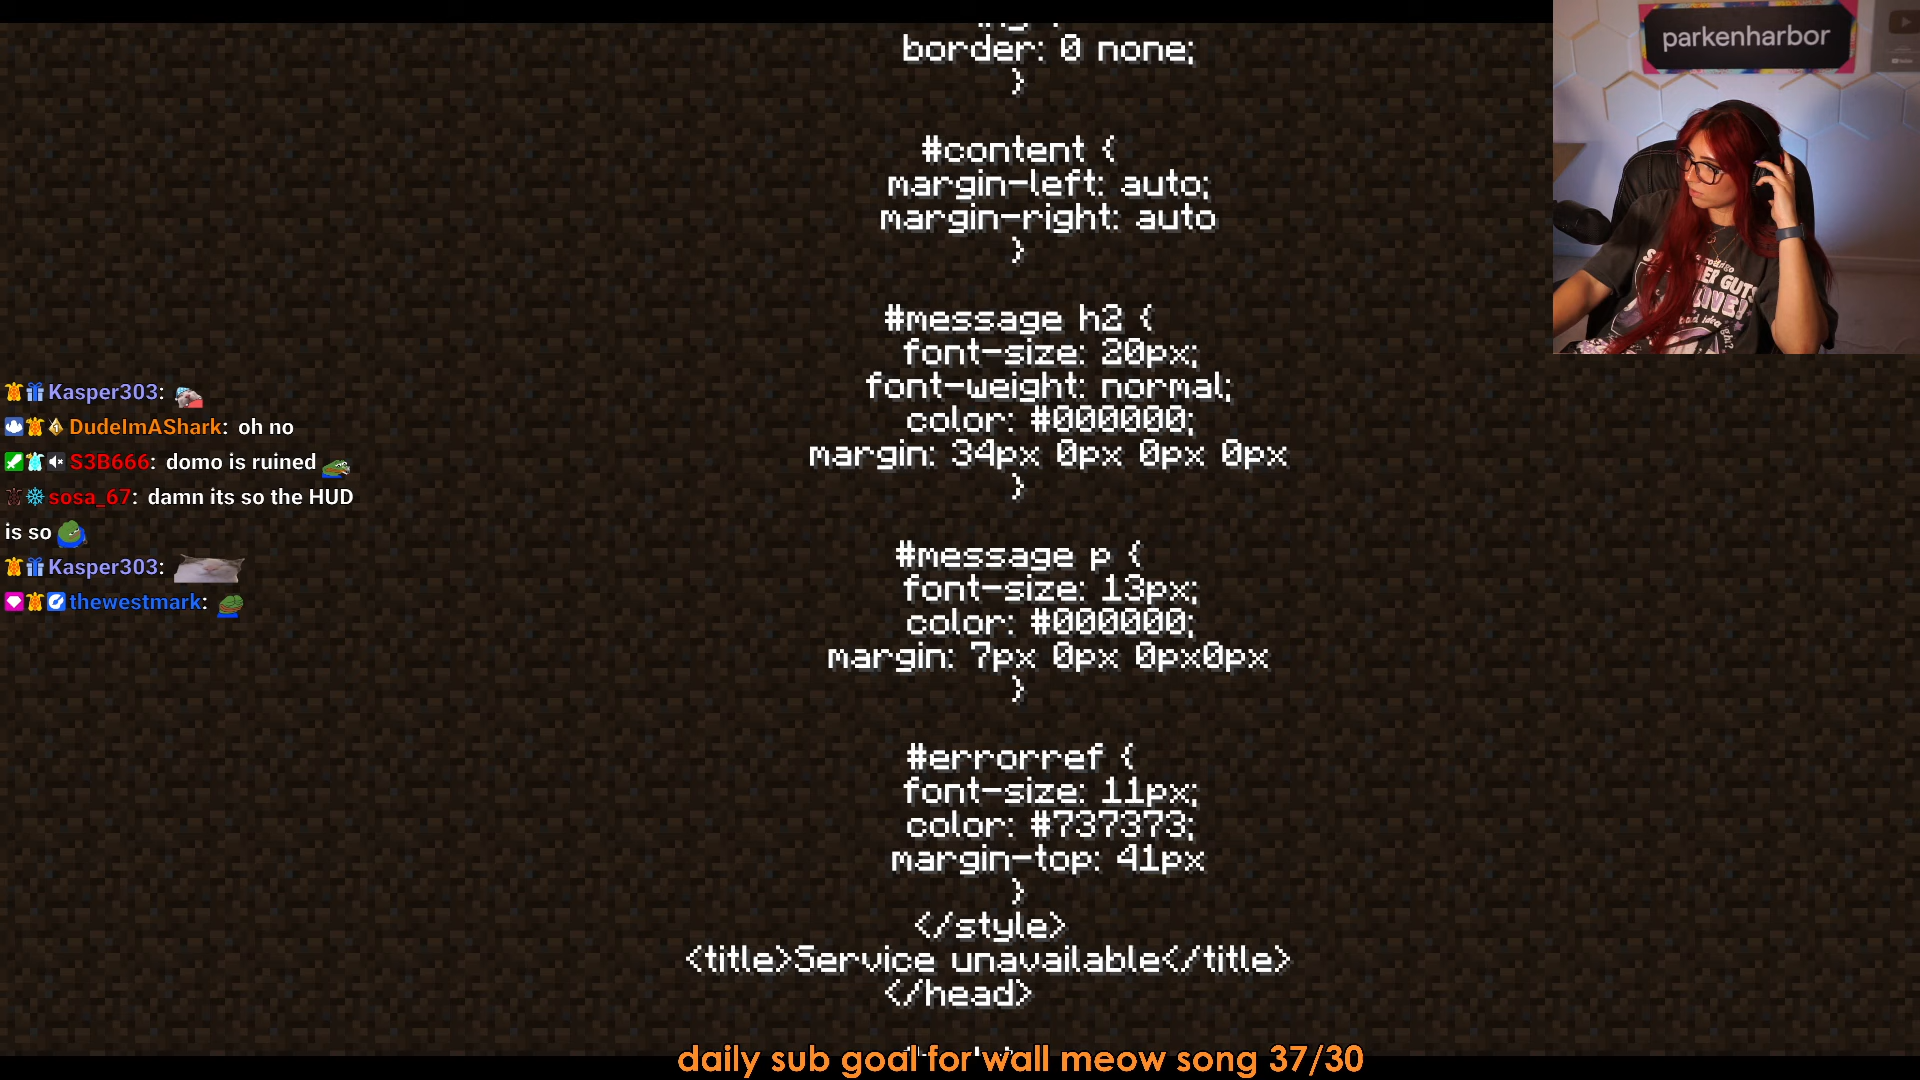 border: 0 none;
}
#content {
margin-left: auto;
margin-right: auto
}
#message h2 {
font-size: 20px;
font-weight: normal;
color: #000000;
margin: 34px 0px 0px 0px
}
#message p {
font-size: 13px;
color: #000000;
margin: 7px 0px 0px0px
}
#errorref {
font-size: 11px;
color: #737373;
margin-top: 41px
}
</style>
<title>Service unavailable</title>
</head>
parkenharbor
Kasper303:
DudeImAShark: oh no
S3B666: domo is ruined
sosa_67: damn its so the HUD
is so
Kasper303:
thewestmark:
daily sub goal for wall meow song 37/30